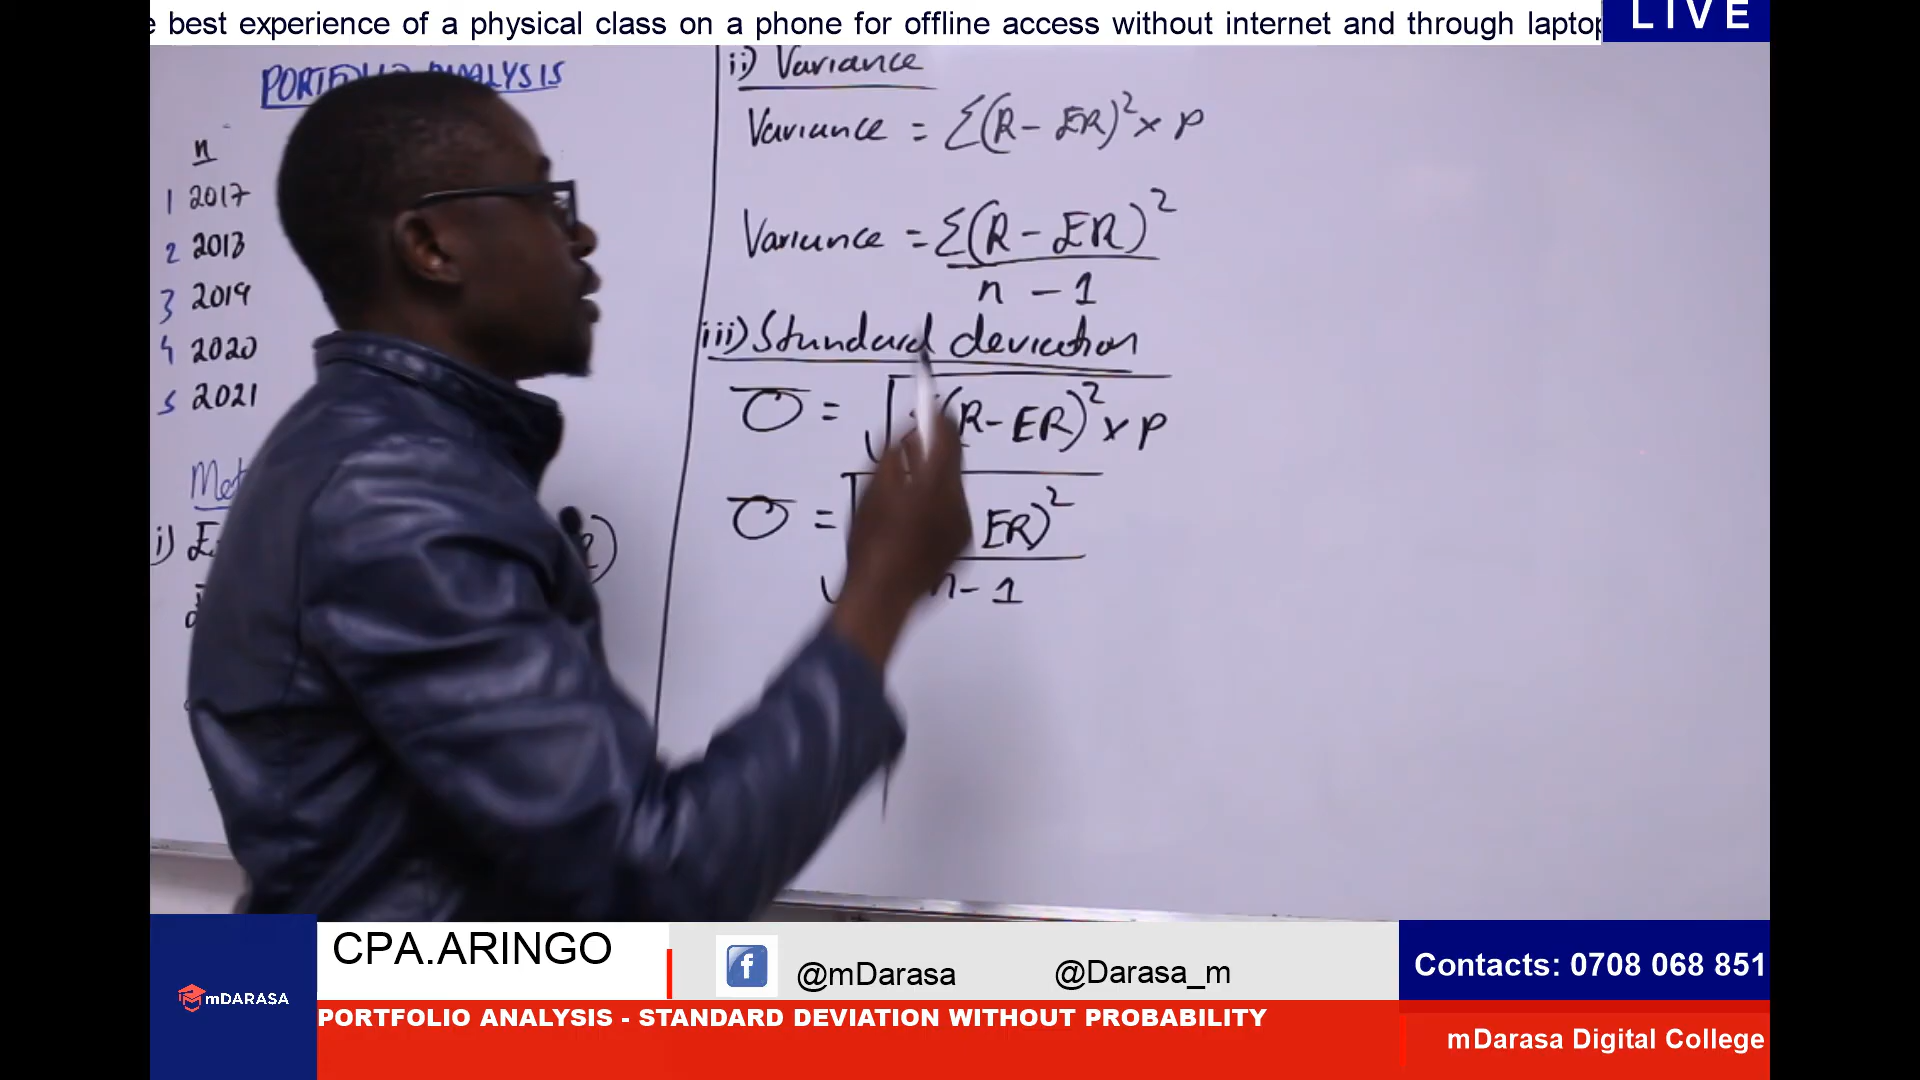 best experience of a physical class on a phone for offline access without internet and through laptop
LIVE
PORTFOLIO ANALYSIS
n
1 2017
2 2018
3 2019
4 2020
5 2021
i)
ii) Variance
Variance = Σ(R - ER)² × P
Variance = Σ(R - ER)²
n - 1
iii) Standard deviation
σ = √ (R - ER)² × P
σ = √ ER)²
n - 1
CPA.ARINGO
f
@mDarasa
@Darasa_m
Contacts: 0708 068 851
mDARASA
PORTFOLIO ANALYSIS - STANDARD DEVIATION WITHOUT PROBABILITY
mDarasa Digital College